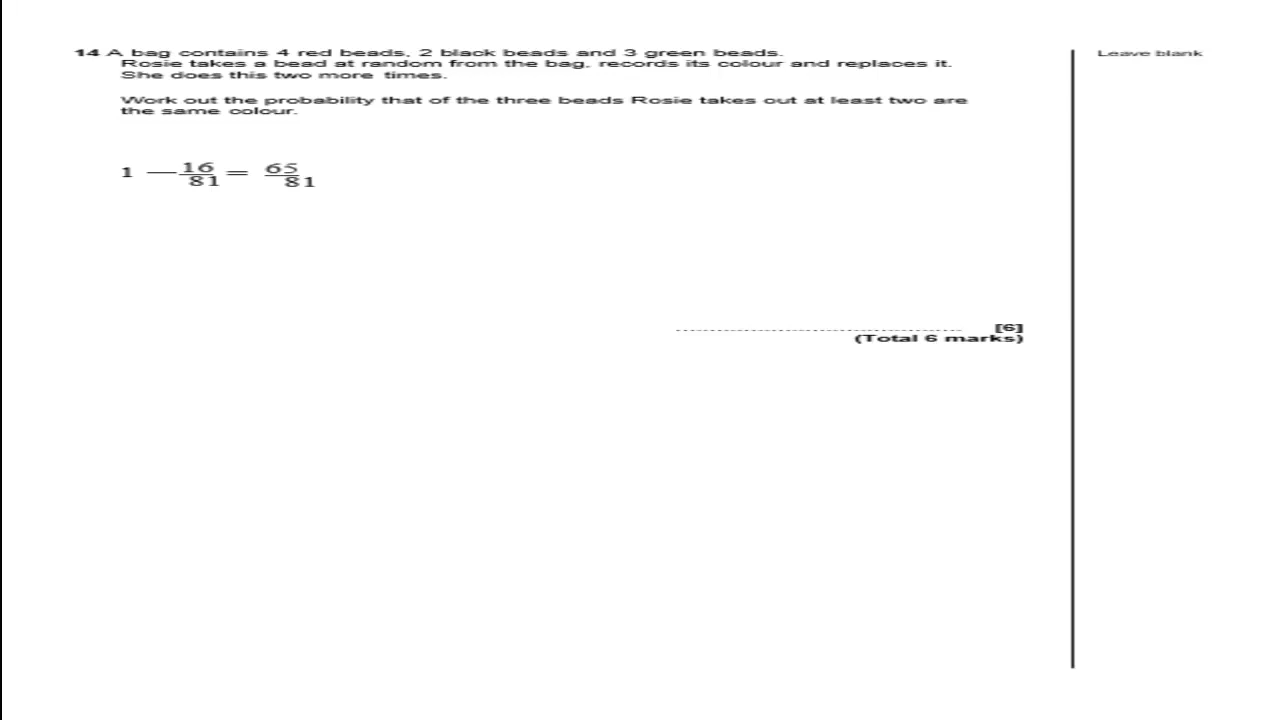 14 A bag contains 4 red beads, 2 black beads and 3 green beads.
Leave blank
Rosie takes a bead at random from the bag, records its colour and replaces it.
She does this two more times.
Work out the probability that of the three beads Rosie takes out at least two are
the same colour.
1 — 16/81 = 65/81
[6]
(Total 6 marks)